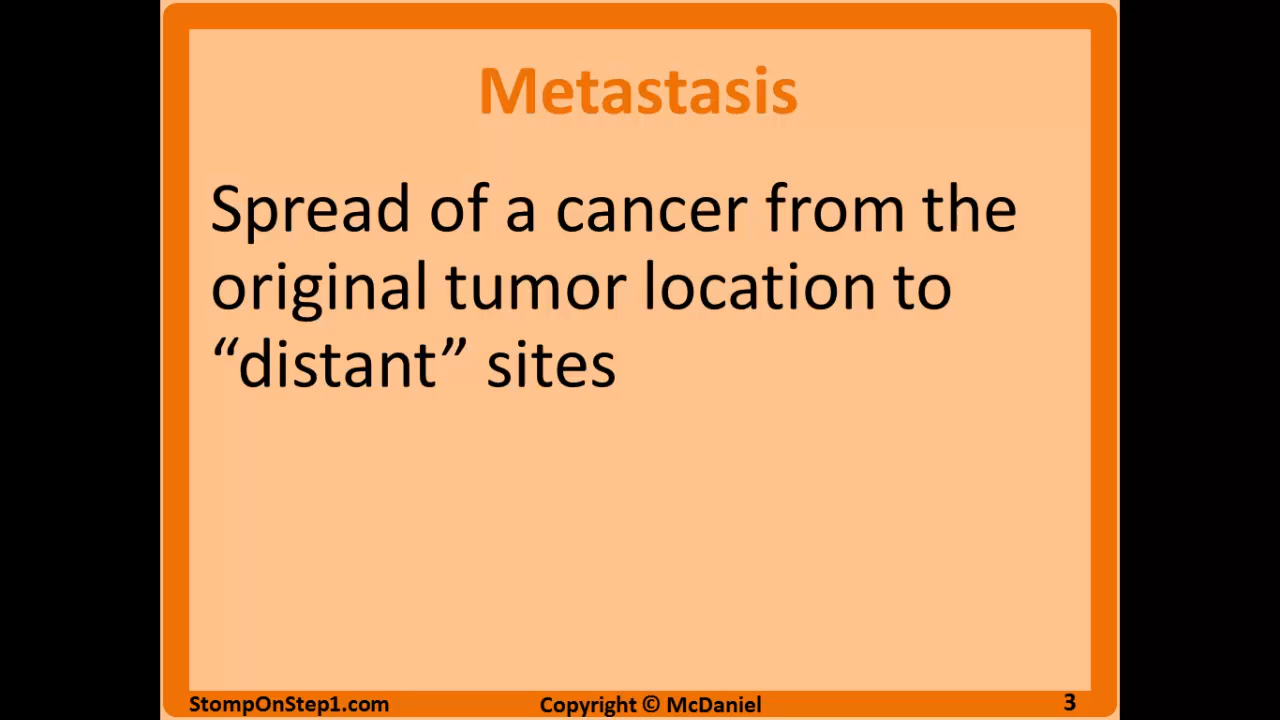 Metastasis
Spread of a cancer from the
original tumor location to
“distant” sites
StompOnStep1.com
Copyright © McDaniel
3